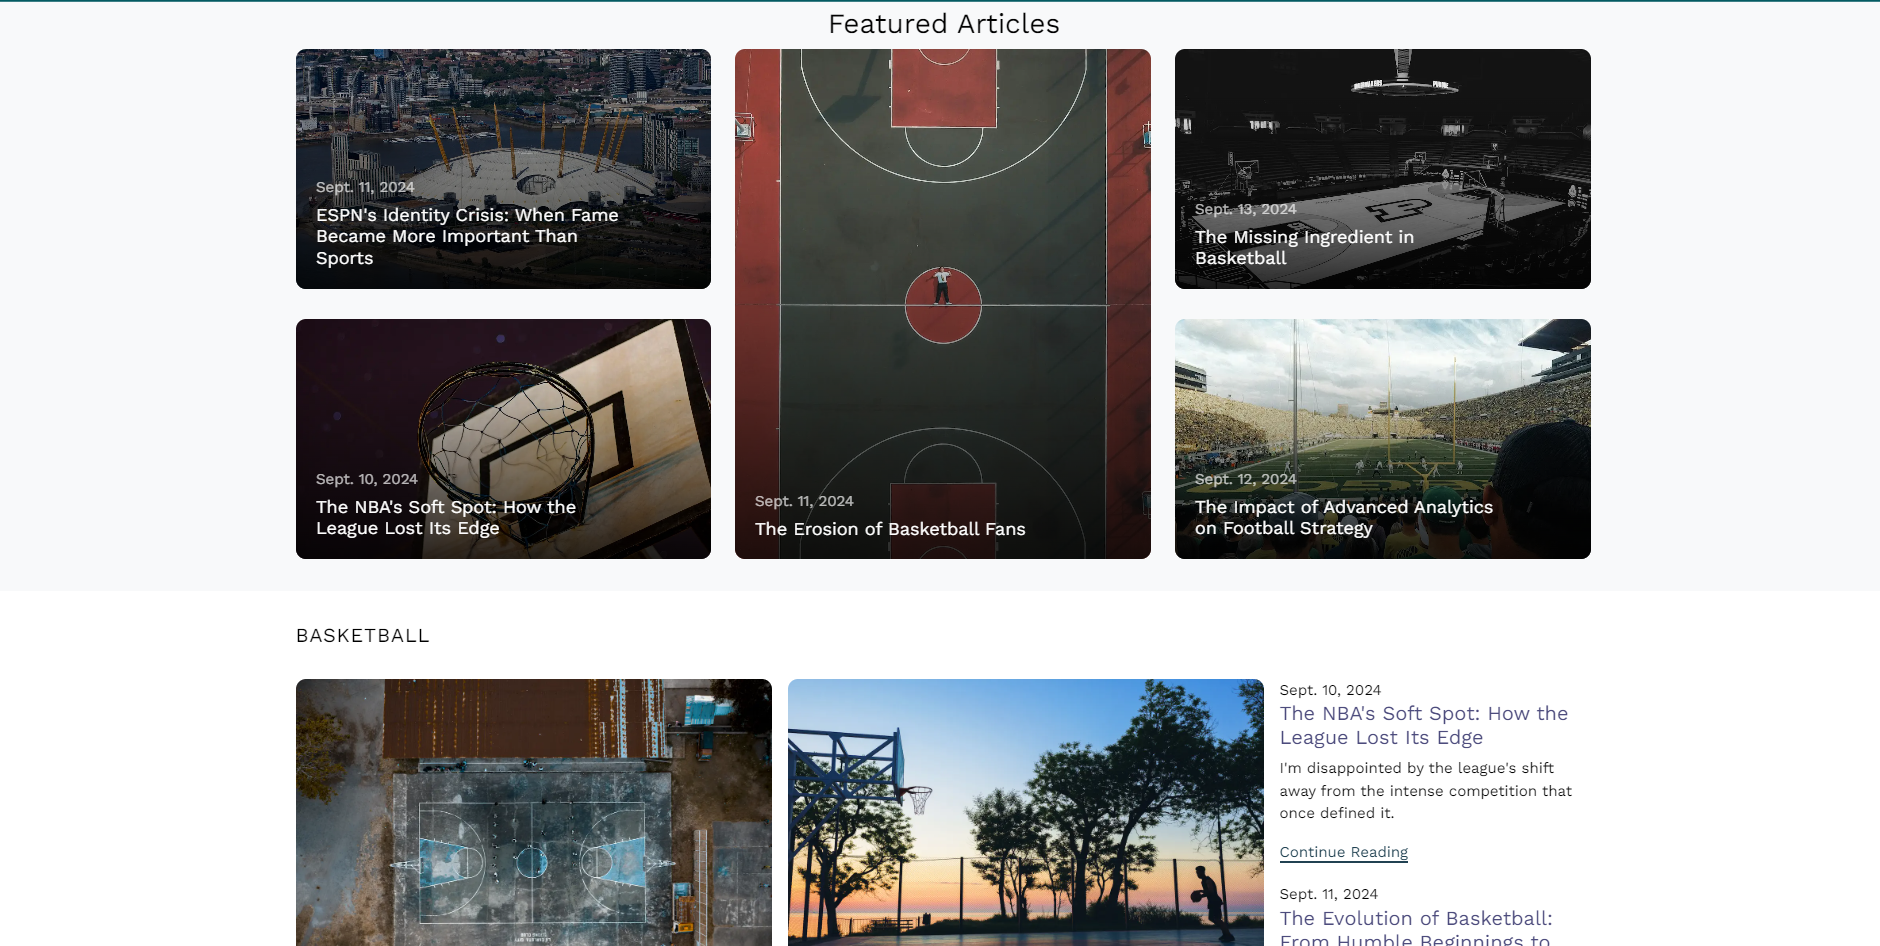 Featured Articles
Sept. 11, 2024
ESPN's Identity Crisis: When Fame
Became More Important Than
Sports
Sept. 10, 2024
The NBA's Soft Spot: How the
League Lost Its Edge
Sept. 11, 2024
The Erosion of Basketball Fans
Sept. 13, 2024
The Missing Ingredient in
Basketball
Sept. 12, 2024
The Impact of Advanced Analytics
on Football Strategy
BASKETBALL
Sept. 10, 2024
The NBA's Soft Spot: How the
League Lost Its Edge
I'm disappointed by the league's shift
away from the intense competition that
once defined it.
Continue Reading
Sept. 11, 2024
The Evolution of Basketball:
From Humble Beginnings to